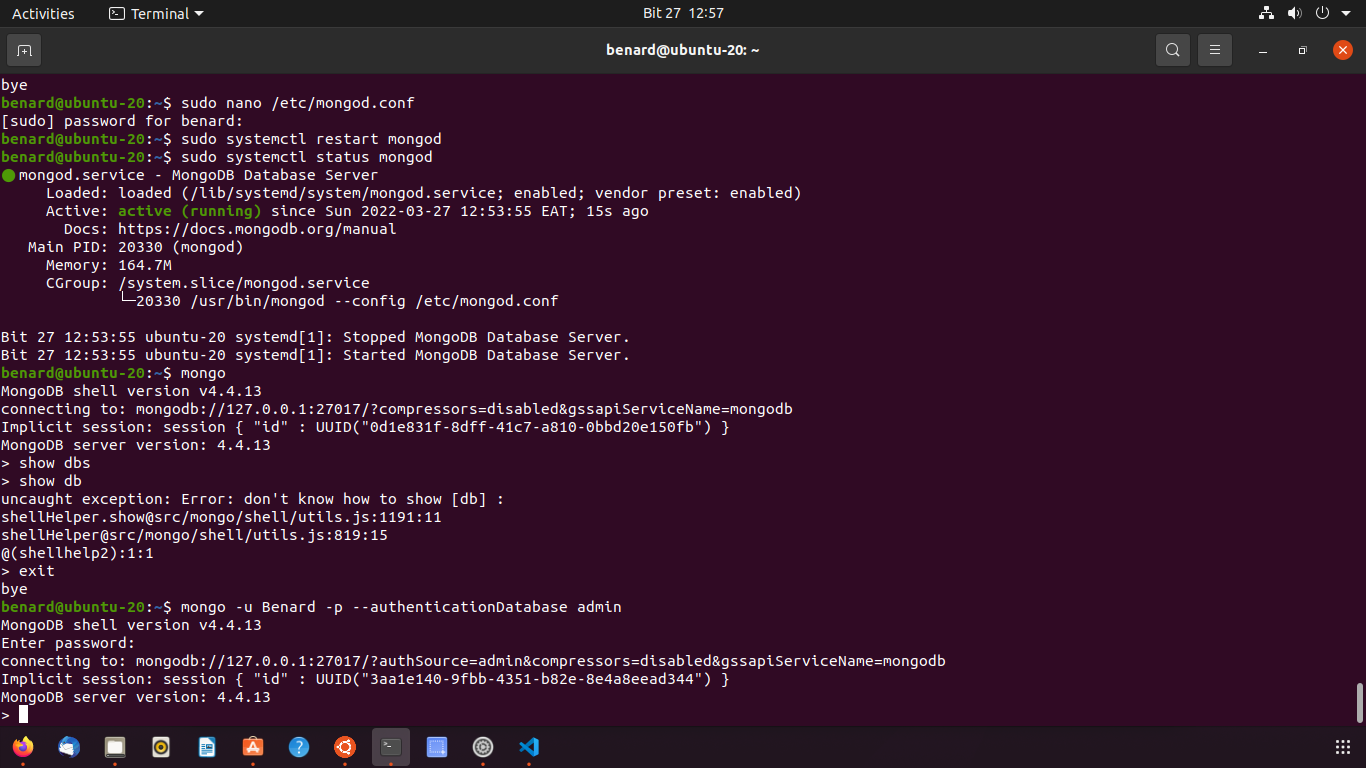 Activities Terminal Bit 27 12:57
benard@ubuntu-20: ~
bye
benard@ubuntu-20:~$ sudo nano /etc/mongod.conf
[sudo] password for benard:
benard@ubuntu-20:~$ sudo systemctl restart mongod
benard@ubuntu-20:~$ sudo systemctl status mongod
● mongod.service - MongoDB Database Server
     Loaded: loaded (/lib/systemd/system/mongod.service; enabled; vendor preset: enabled)
     Active: active (running) since Sun 2022-03-27 12:53:55 EAT; 15s ago
       Docs: https://docs.mongodb.org/manual
   Main PID: 20330 (mongod)
     Memory: 164.7M
     CGroup: /system.slice/mongod.service
             └─20330 /usr/bin/mongod --config /etc/mongod.conf
Bit 27 12:53:55 ubuntu-20 systemd[1]: Stopped MongoDB Database Server.
Bit 27 12:53:55 ubuntu-20 systemd[1]: Started MongoDB Database Server.
benard@ubuntu-20:~$ mongo
MongoDB shell version v4.4.13
connecting to: mongodb://127.0.0.1:27017/?compressors=disabled&gssapiServiceName=mongodb
Implicit session: session { "id" : UUID("0d1e831f-8dff-41c7-a810-0bbd20e150fb") }
MongoDB server version: 4.4.13
> show dbs
> show db
uncaught exception: Error: don't know how to show [db] :
shellHelper.show@src/mongo/shell/utils.js:1191:11
shellHelper@src/mongo/shell/utils.js:819:15
@(shellhelp2):1:1
> exit
bye
benard@ubuntu-20:~$ mongo -u Benard -p --authenticationDatabase admin
MongoDB shell version v4.4.13
Enter password:
connecting to: mongodb://127.0.0.1:27017/?authSource=admin&compressors=disabled&gssapiServiceName=mongodb
Implicit session: session { "id" : UUID("3aa1e140-9fbb-4351-b82e-8e4a8eead344") }
MongoDB server version: 4.4.13
>